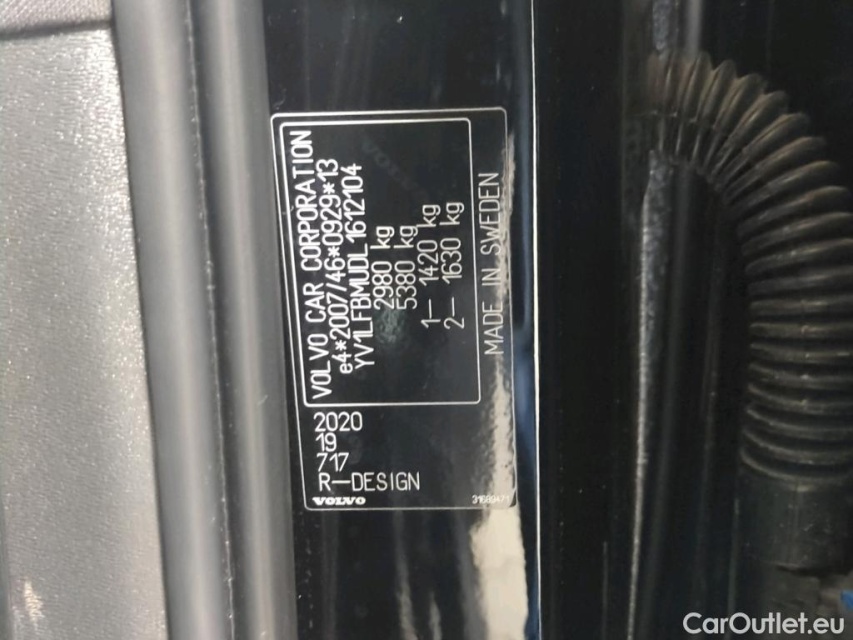 VOLVO CAR CORPORATION
e4*2007/46*0929*13
YV1LFBMUDL1612104
2980 kg
5380 kg
1— 1420 kg
2— 1630 kg
MADE IN SWEDEN
2020
19
717
R—DESIGN
VOLVO
31689471
CarOutlet.eu